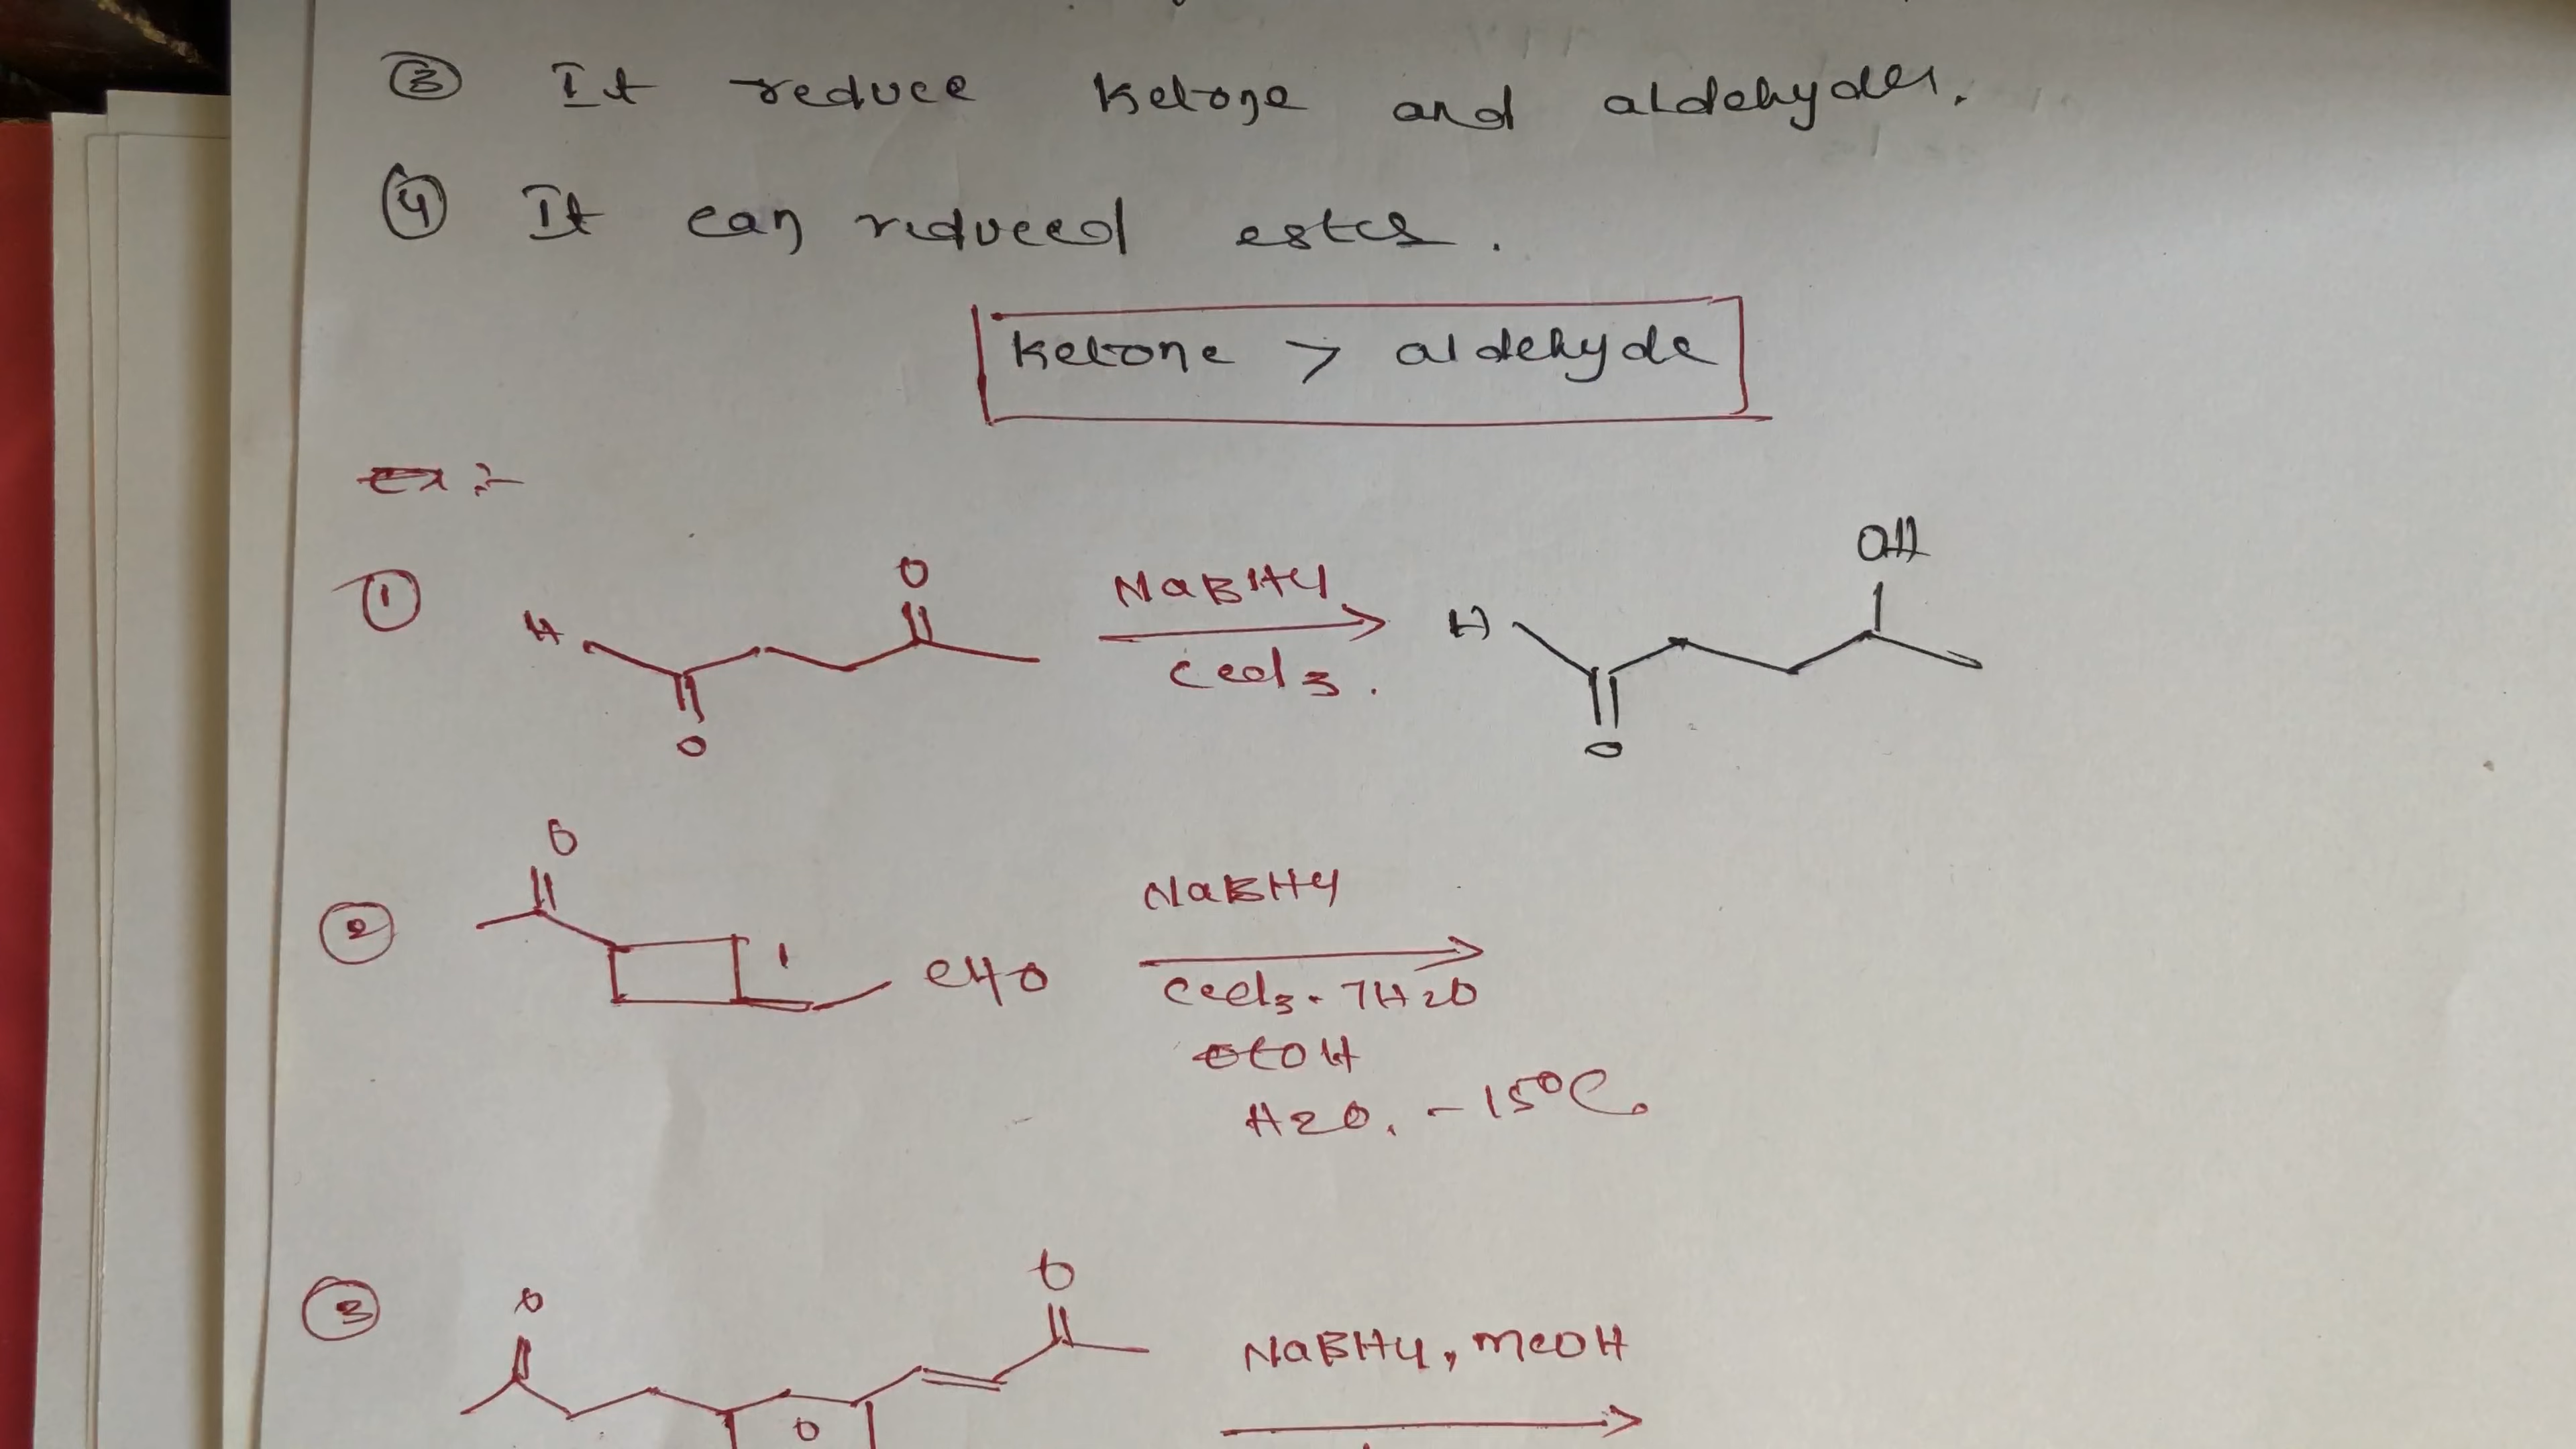 ③ It reduce ketone and aldehydes.
④ It can reduced estes.
ketone > aldehyde
ex :-
①
O
H
O
NaBH4
CeCl3.
OH
H
O
②
O
CHO
NaBH4
CeCl3. 7H2O
EtOH
H2O, -15°C.
③
O
O
O
NaBH4, MeOH